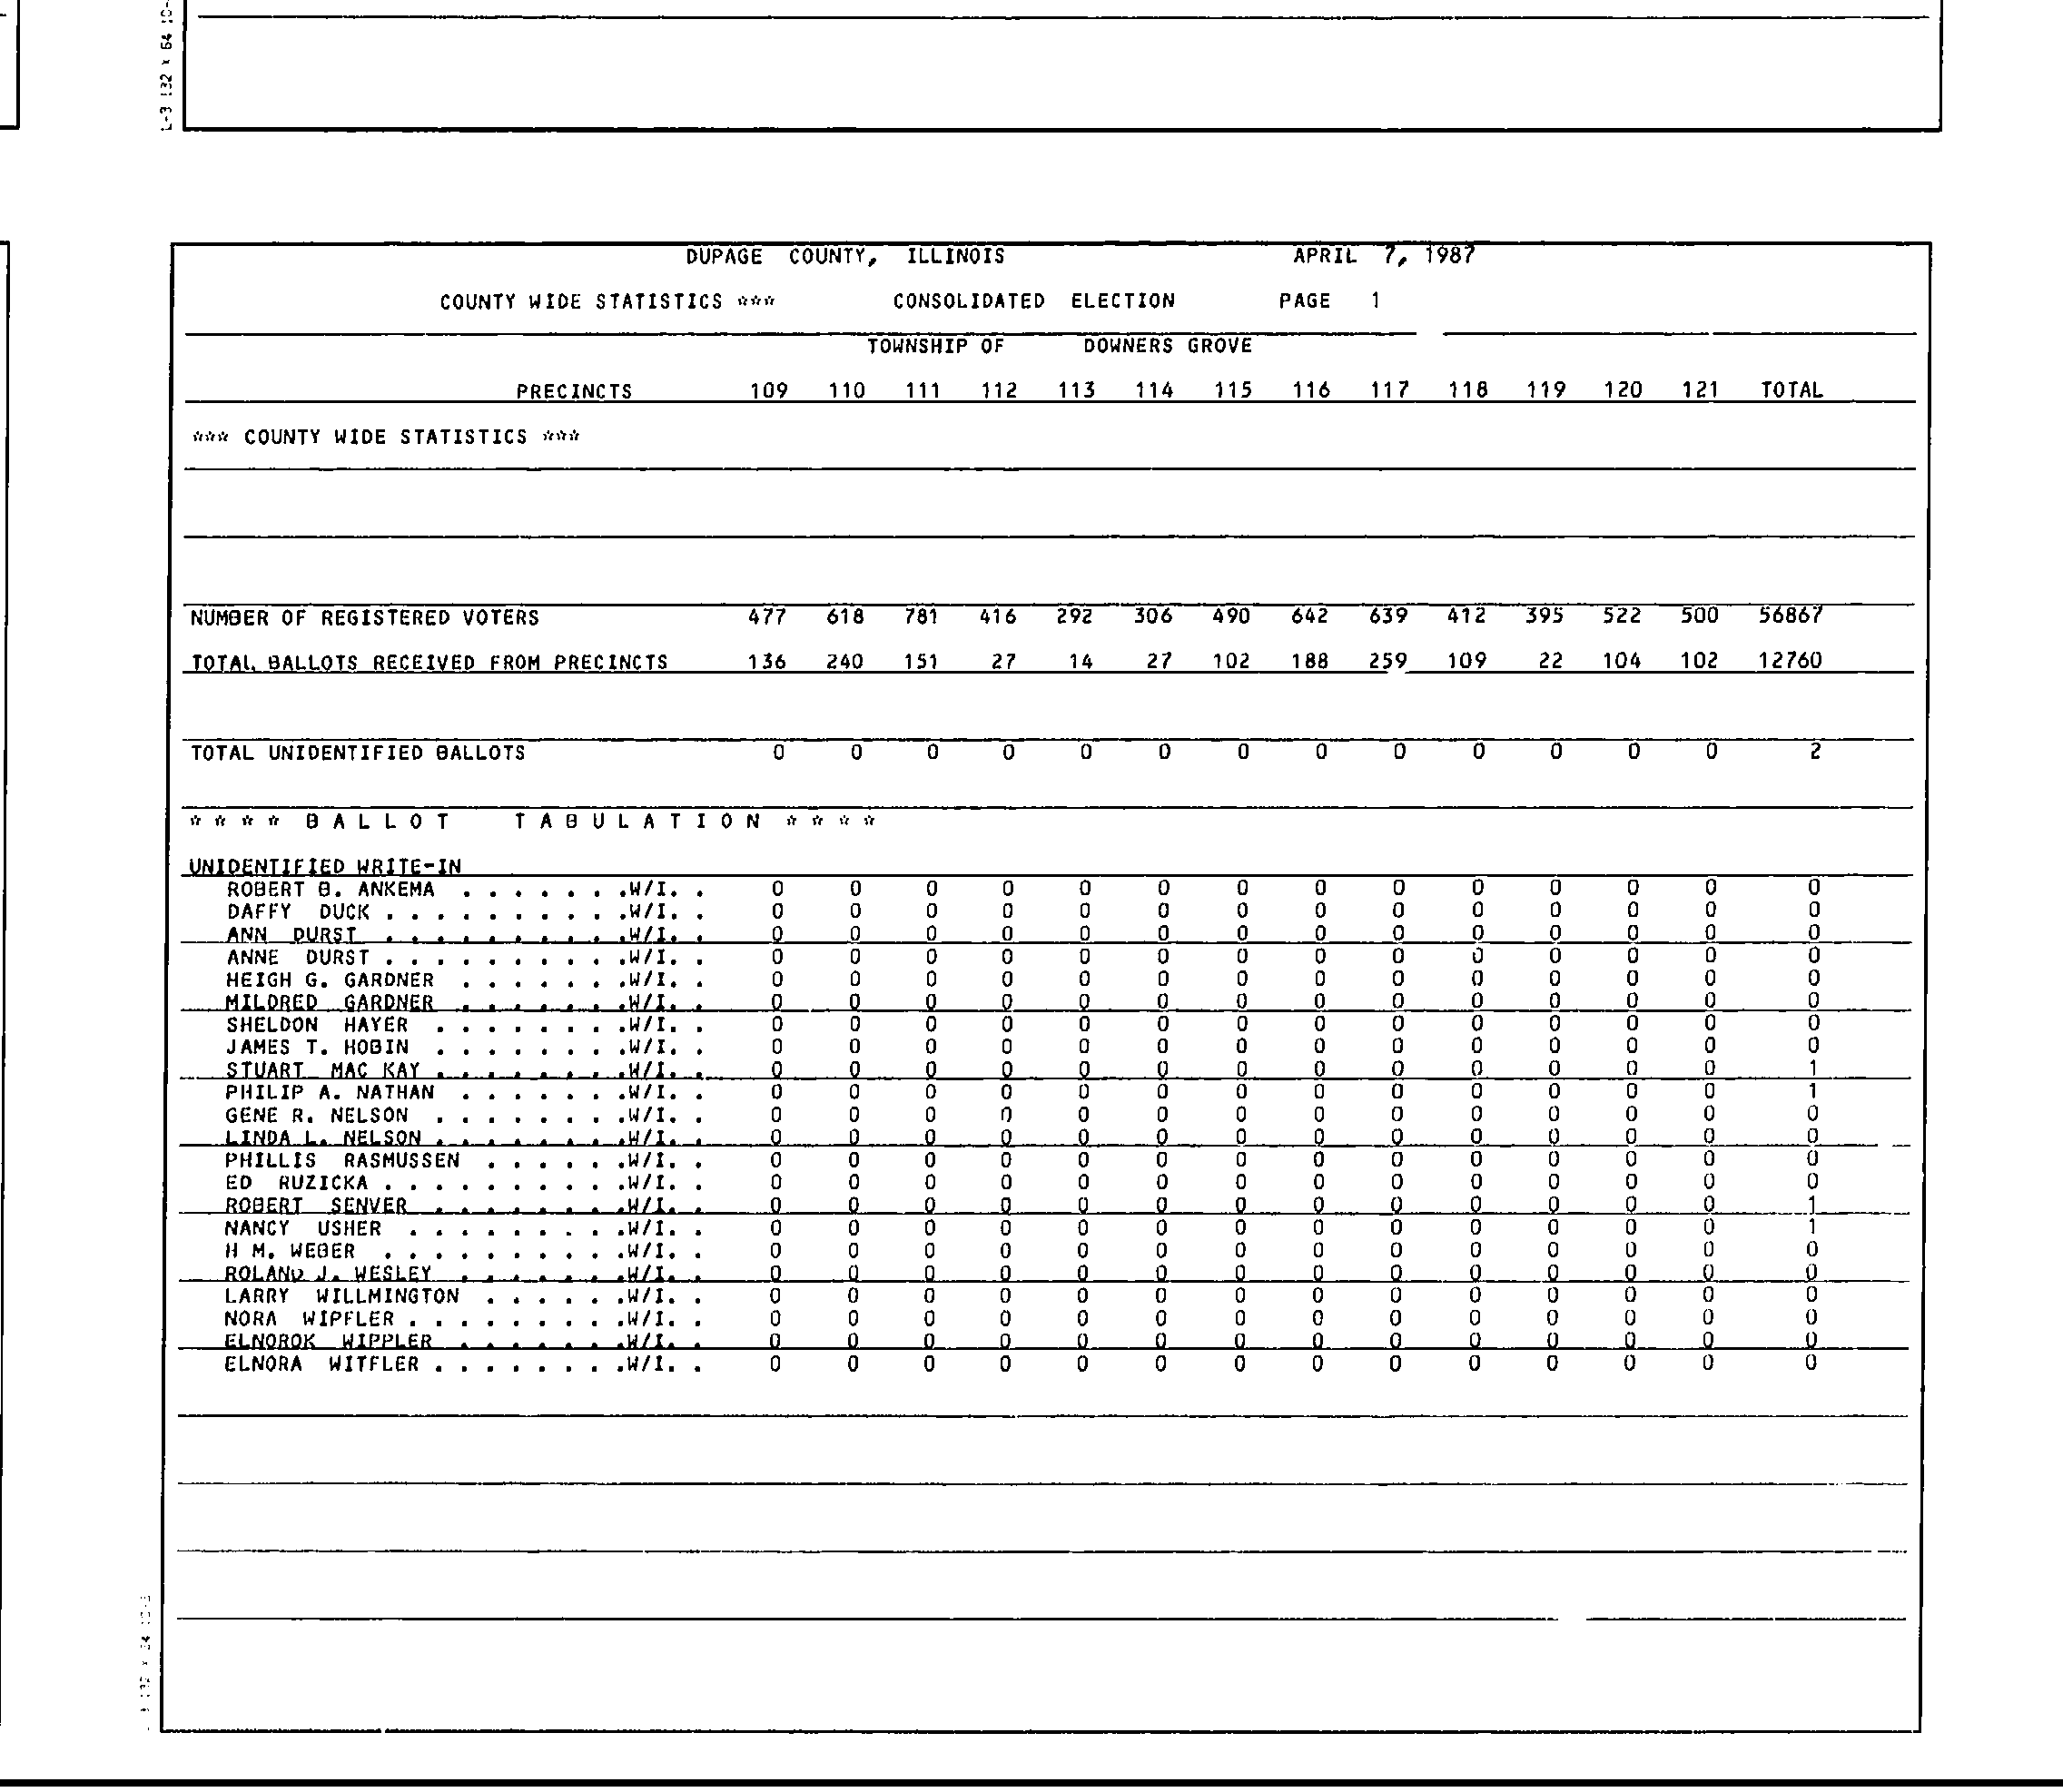 L-3 132 x 64 10-
DUPAGE COUNTY, ILLINOIS APRIL 7, 1987
COUNTY WIDE STATISTICS *** CONSOLIDATED ELECTION PAGE 1
TOWNSHIP OF DOWNERS GROVE
PRECINCTS 109 110 111 112 113 114 115 116 117 118 119 120 121 TOTAL
*** COUNTY WIDE STATISTICS ***
NUMBER OF REGISTERED VOTERS 477 618 781 416 292 306 490 642 639 412 395 522 500 56867
TOTAL BALLOTS RECEIVED FROM PRECINCTS 136 240 151 27 14 27 102 188 259 109 22 104 102 12760
TOTAL UNIDENTIFIED BALLOTS 0 0 0 0 0 0 0 0 0 0 0 0 0 2
* * * * B A L L O T   T A B U L A T I O N * * * *
UNIDENTIFIED WRITE-IN
ROBERT B. ANKEMA . . . . . . .W/I. . 0 0 0 0 0 0 0 0 0 0 0 0 0 0
DAFFY DUCK . . . . . . . . . .W/I. . 0 0 0 0 0 0 0 0 0 0 0 0 0 0
ANN DURST . . . . . . . . . .W/I. . 0 0 0 0 0 0 0 0 0 0 0 0 0 0
ANNE DURST . . . . . . . . . .W/I. . 0 0 0 0 0 0 0 0 0 0 0 0 0 0
HEIGH G. GARDNER . . . . . . .W/I. . 0 0 0 0 0 0 0 0 0 0 0 0 0 0
MILDRED GARDNER . . . . . . .W/I. . 0 0 0 0 0 0 0 0 0 0 0 0 0 0
SHELDON HAYER . . . . . . . .W/I. . 0 0 0 0 0 0 0 0 0 0 0 0 0 0
JAMES T. HOBIN . . . . . . . .W/I. . 0 0 0 0 0 0 0 0 0 0 0 0 0 0
STUART MAC KAY . . . . . . . .W/I. . 0 0 0 0 0 0 0 0 0 0 0 0 0 1
PHILIP A. NATHAN . . . . . . .W/I. . 0 0 0 0 0 0 0 0 0 0 0 0 0 1
GENE R. NELSON . . . . . . . .W/I. . 0 0 0 0 0 0 0 0 0 0 0 0 0 0
LINDA L. NELSON . . . . . . . .W/I. . 0 0 0 0 0 0 0 0 0 0 0 0 0 0
PHILLIS RASMUSSEN . . . . . .W/I. . 0 0 0 0 0 0 0 0 0 0 0 0 0 0
ED RUZICKA . . . . . . . . . .W/I. . 0 0 0 0 0 0 0 0 0 0 0 0 0 0
ROBERT SENVER . . . . . . . .W/I. . 0 0 0 0 0 0 0 0 0 0 0 0 0 1
NANCY USHER . . . . . . . . .W/I. . 0 0 0 0 0 0 0 0 0 0 0 0 0 1
H M. WEBER . . . . . . . . . .W/I. . 0 0 0 0 0 0 0 0 0 0 0 0 0 0
ROLAND J. WESLEY . . . . . . .W/I. . 0 0 0 0 0 0 0 0 0 0 0 0 0 0
LARRY WILLMINGTON . . . . . .W/I. . 0 0 0 0 0 0 0 0 0 0 0 0 0 0
NORA WIPFLER . . . . . . . . .W/I. . 0 0 0 0 0 0 0 0 0 0 0 0 0 0
ELNOROK WIPPLER . . . . . . .W/I. . 0 0 0 0 0 0 0 0 0 0 0 0 0 0
ELNORA WITFLER . . . . . . . .W/I. . 0 0 0 0 0 0 0 0 0 0 0 0 0 0